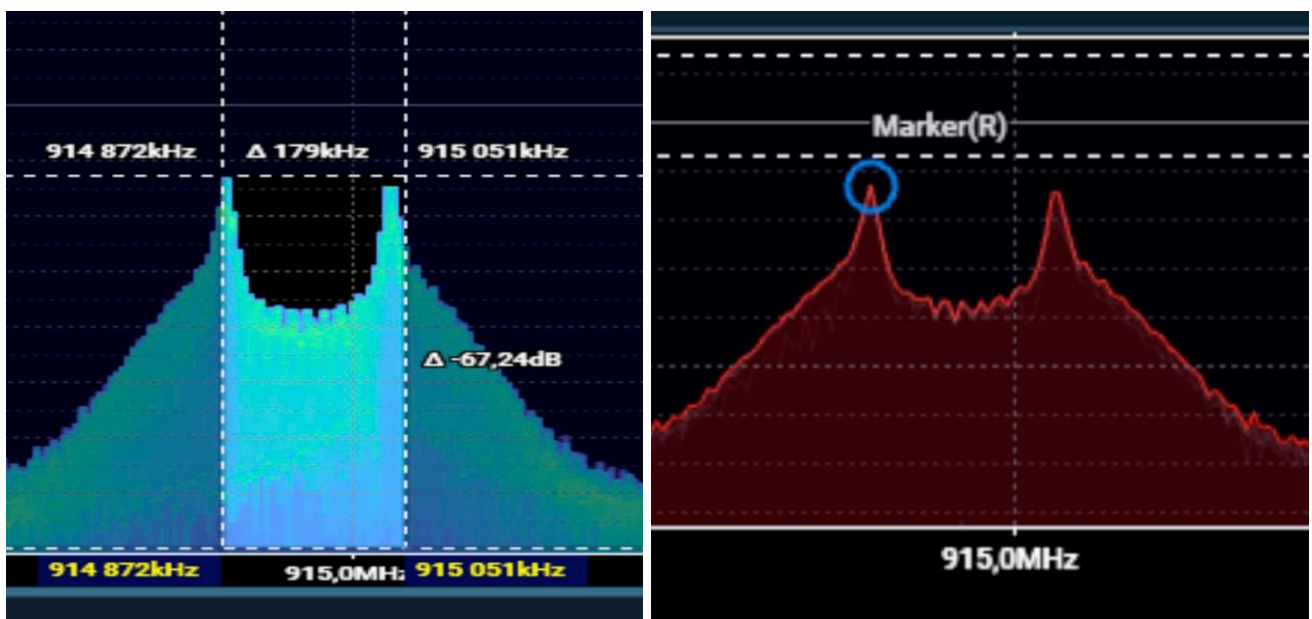 914 872kHz Δ 179kHz 915 051kHz
Δ -67,24dB
914 872kHz 915,0MHz 915 051kHz
Marker(R)
915,0MHz